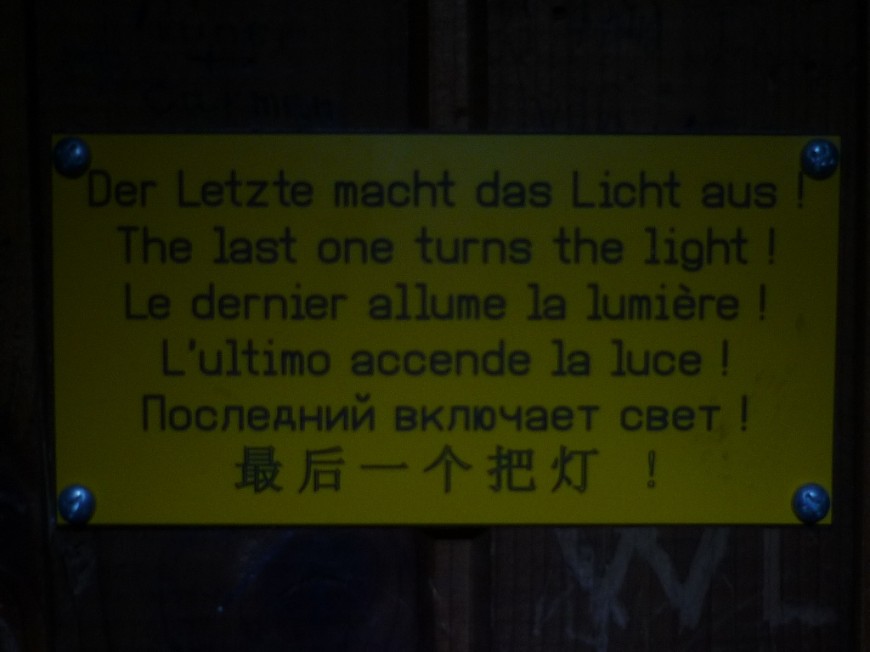 Der Letzte macht das Licht aus !
The last one turns the light !
Le dernier allume la lumière !
L'ultimo accende la luce !
Последний включает свет !
最后一个把灯 !